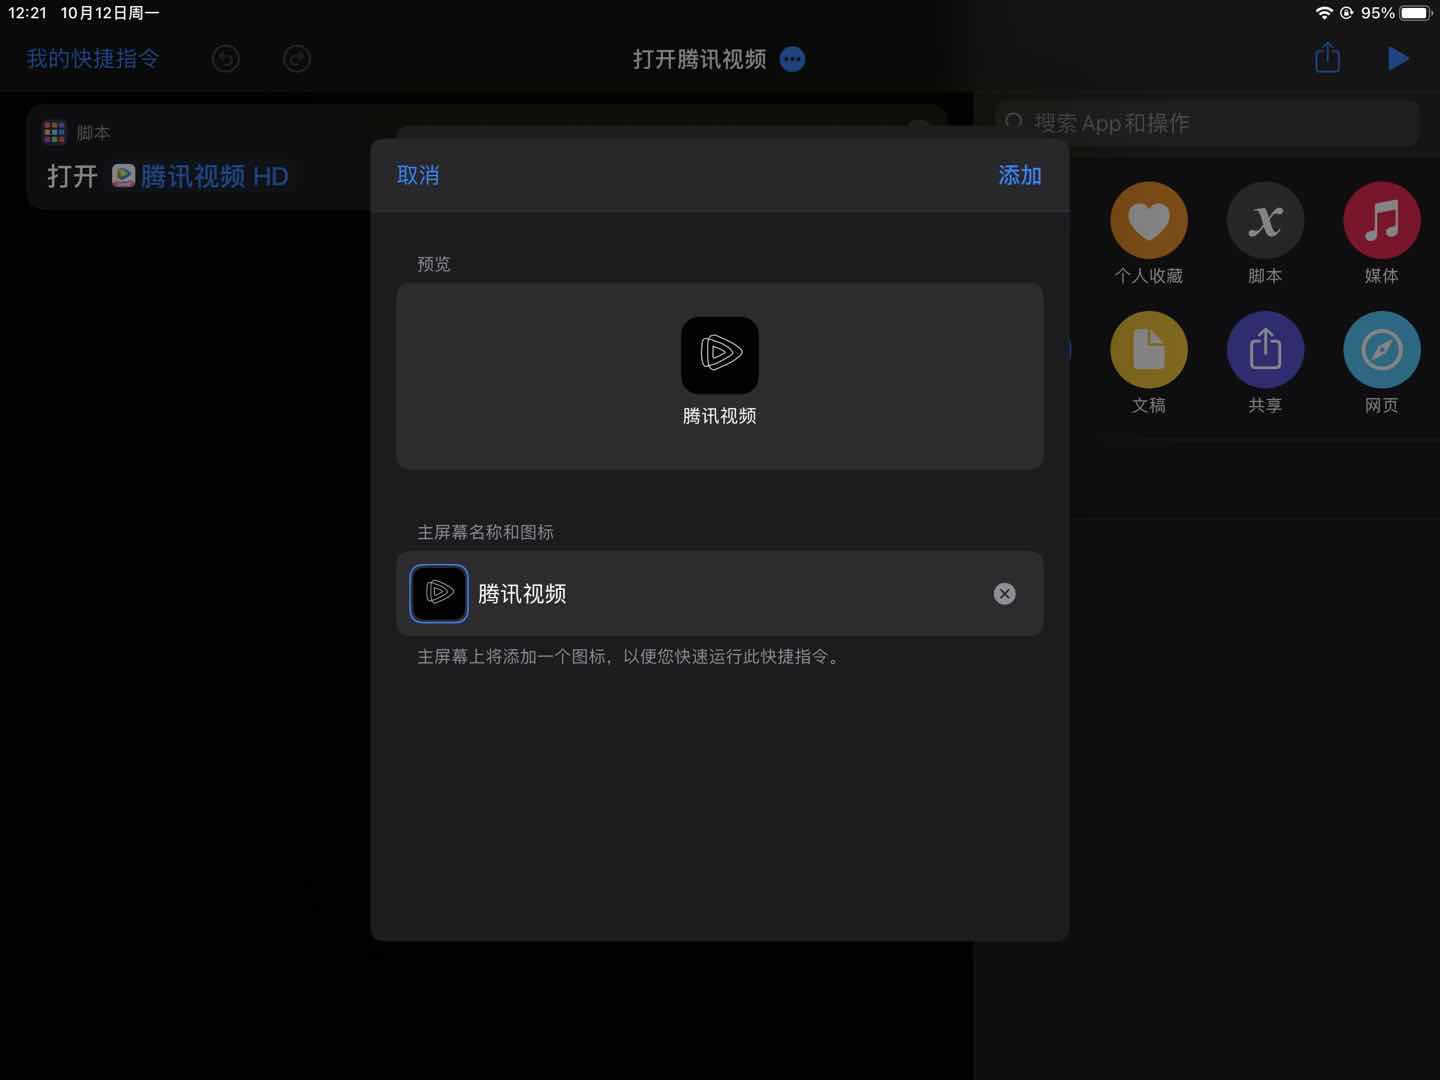 12:21 10月12日周一
95%
我的快捷指令
打开腾讯视频
脚本
打开 腾讯视频 HD
搜索App和操作
取消
添加
预览
腾讯视频
主屏幕名称和图标
腾讯视频
主屏幕上将添加一个图标，以便您快速运行此快捷指令。
个人收藏
脚本
媒体
文稿
共享
网页